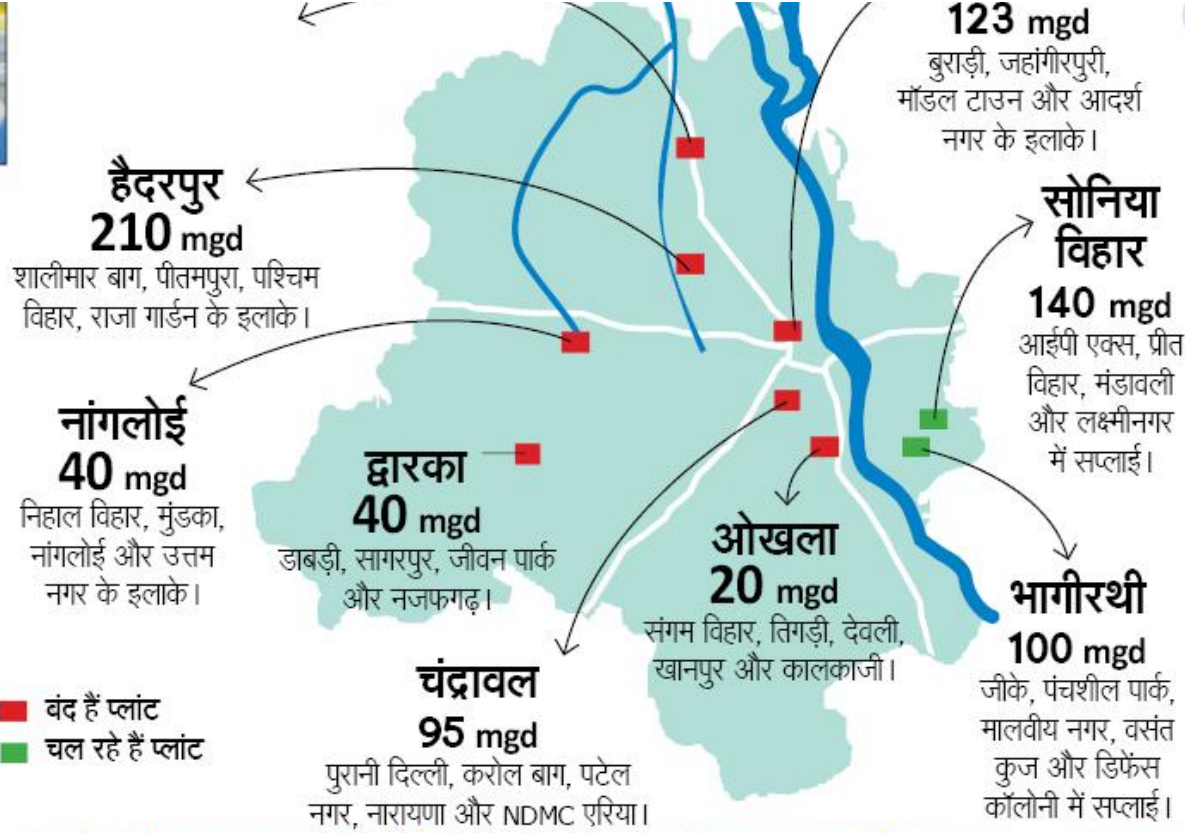 123 mgd
बुराड़ी, जहांगीरपुरी,
मॉडल टाउन और आदर्श
नगर के इलाके।
हैदरपुर
210 mgd
शालीमार बाग, पीतमपुरा, पश्चिम
विहार, राजा गार्डन के इलाके।
सोनिया
विहार
140 mgd
आईपी एक्स, प्रीत
विहार, मंडावली
और लक्ष्मीनगर
में सप्लाई।
नांगलोई
40 mgd
निहाल विहार, मुंडका,
नांगलोई और उत्तम
नगर के इलाके।
द्वारका
40 mgd
डाबड़ी, सागरपुर, जीवन पार्क
और नजफगढ़।
ओखला
20 mgd
संगम विहार, तिगड़ी, देवली,
खानपुर और कालकाजी।
भागीरथी
100 mgd
जीके, पंचशील पार्क,
मालवीय नगर, वसंत
कुज और डिफेंस
कॉलोनी में सप्लाई।
चंद्रावल
95 mgd
पुरानी दिल्ली, करोल बाग, पटेल
नगर, नारायणा और NDMC एरिया।
बंद हैं प्लांट
चल रहे हैं प्लांट